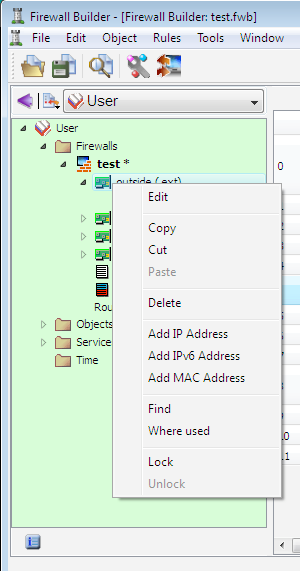 Firewall Builder - [Firewall Builder: test.fwb]
File Edit Object Rules Tools Window
User
User
Firewalls
test *
outside (.ext)
Edit
0
Copy
Cut
Paste
Delete
Rou
Objects
Add IP Address
Service
Add IPv6 Address
Time
Add MAC Address
Find
Where used
Lock
Unlock